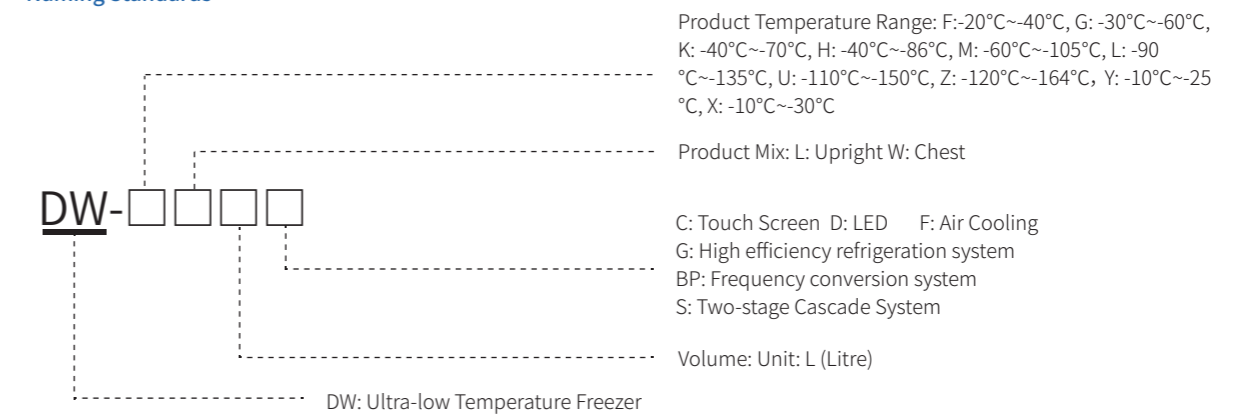 Naming Standards
Product Temperature Range: F:-20°C~-40°C, G: -30°C~-60°C,
K: -40°C~-70°C, H: -40°C~-86°C, M: -60°C~-105°C, L: -90
°C~-135°C, U: -110°C~-150°C, Z: -120°C~-164°C，Y: -10°C~-25
°C, X: -10°C~-30°C
Product Mix: L: Upright W: Chest
DW-□□□□
C: Touch Screen D: LED F: Air Cooling
G: High efficiency refrigeration system
BP: Frequency conversion system
S: Two-stage Cascade System
Volume: Unit: L (Litre)
DW: Ultra-low Temperature Freezer